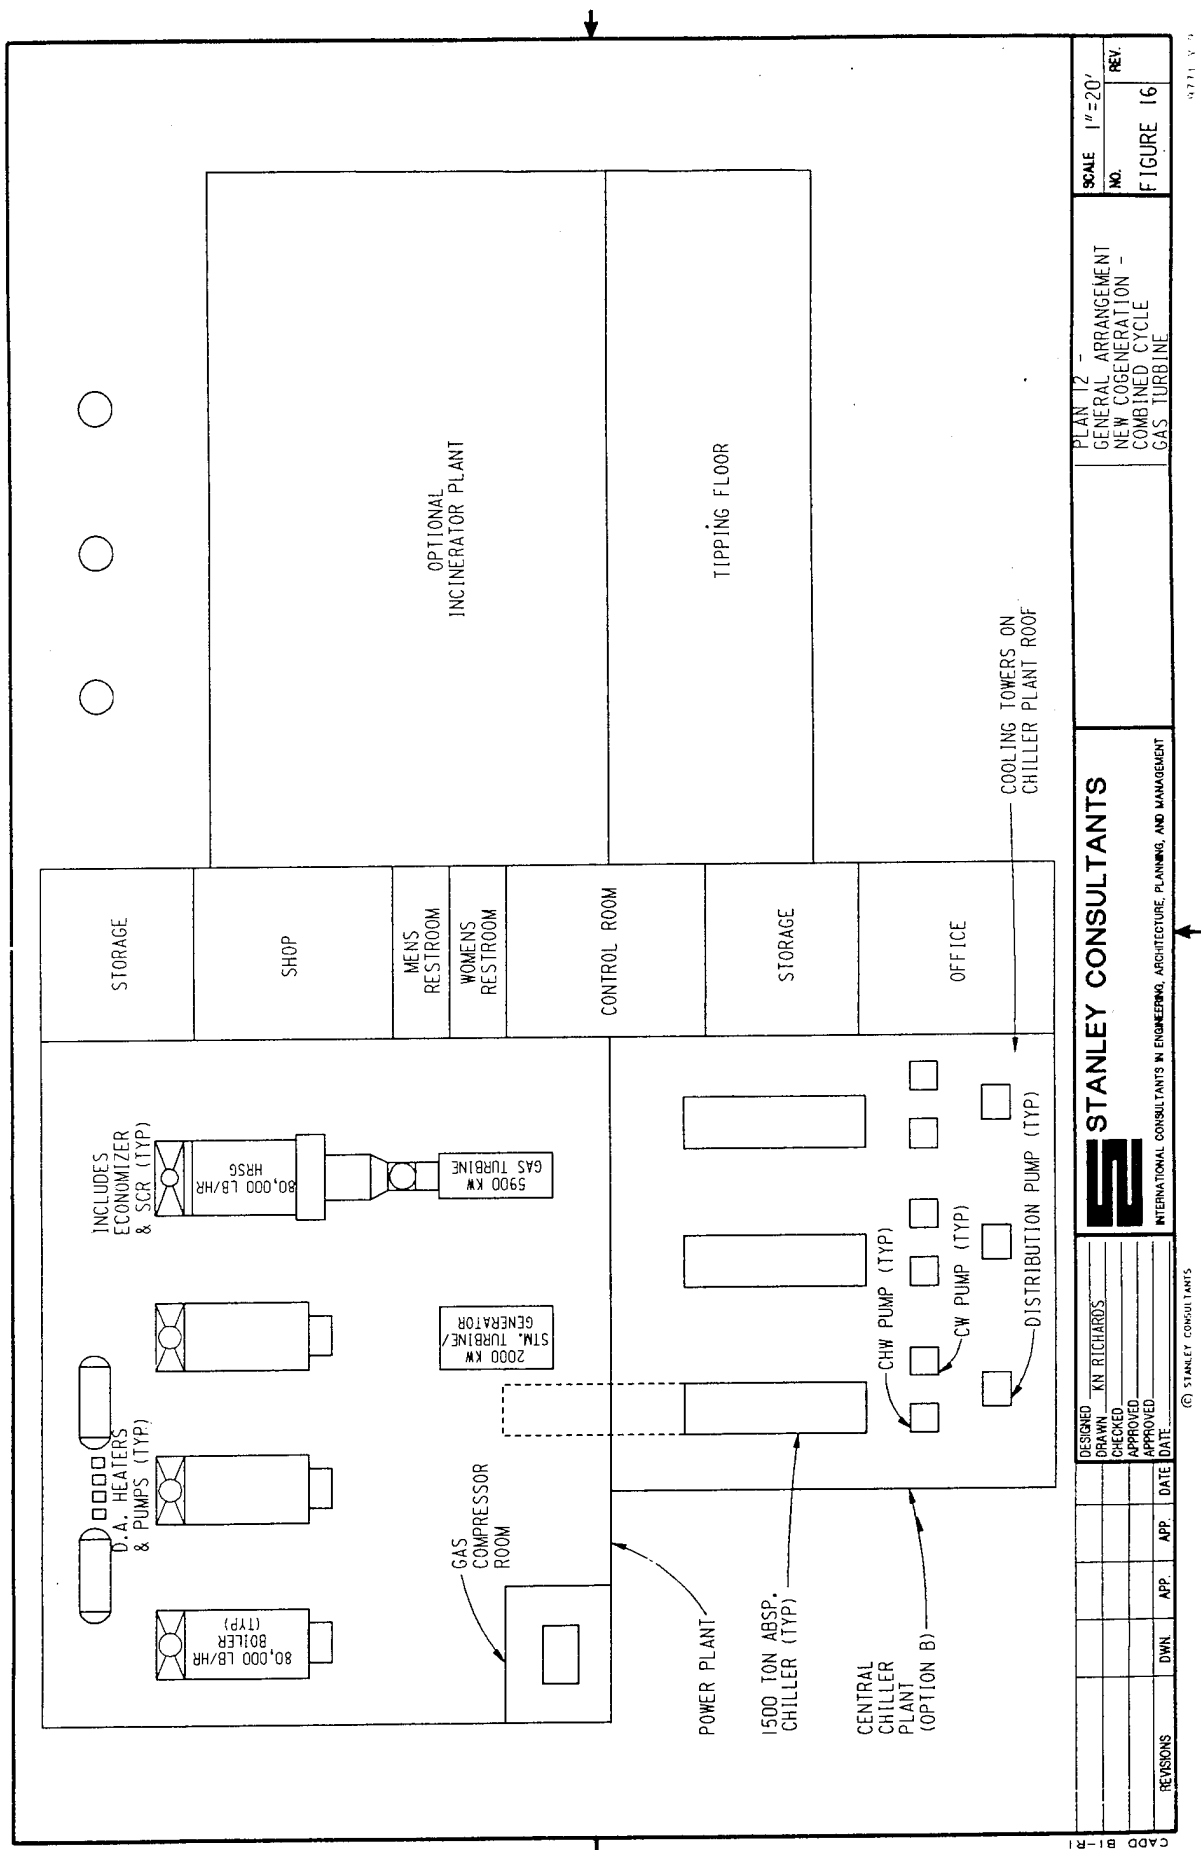 INCLUDES
ECONOMIZER
& SCR (TYP)
D.A. HEATERS
& PUMPS (TYP)
80,000 LB/HR
BOILER
(TYP)
80,000 LB/HR
HRSG
5900 KW
GAS TURBINE
2000 KW
STM. TURBINE/
GENERATOR
GAS
COMPRESSOR
ROOM
STORAGE
SHOP
MENS
RESTROOM
WOMENS
RESTROOM
CONTROL ROOM
STORAGE
OFFICE
OPTIONAL
INCINERATOR PLANT
TIPPING FLOOR
POWER PLANT
1500 TON ABSP.
CHILLER (TYP)
CENTRAL
CHILLER
PLANT
(OPTION B)
CHW PUMP (TYP)
CW PUMP (TYP)
DISTRIBUTION PUMP (TYP)
COOLING TOWERS ON
CHILLER PLANT ROOF
REVISIONS
DWN.
APP.
APP.
DATE
DESIGNED
DRAWN KN RICHARDS
CHECKED
APPROVED
APPROVED
DATE
STANLEY CONSULTANTS
INTERNATIONAL CONSULTANTS IN ENGINEERING, ARCHITECTURE, PLANNING, AND MANAGEMENT
PLAN 12 -
GENERAL ARRANGEMENT
NEW COGENERATION -
COMBINED CYCLE
GAS TURBINE
SCALE 1"=20'
NO.
REV.
FIGURE 16
CADD B1-R1
© STANLEY CONSULTANTS